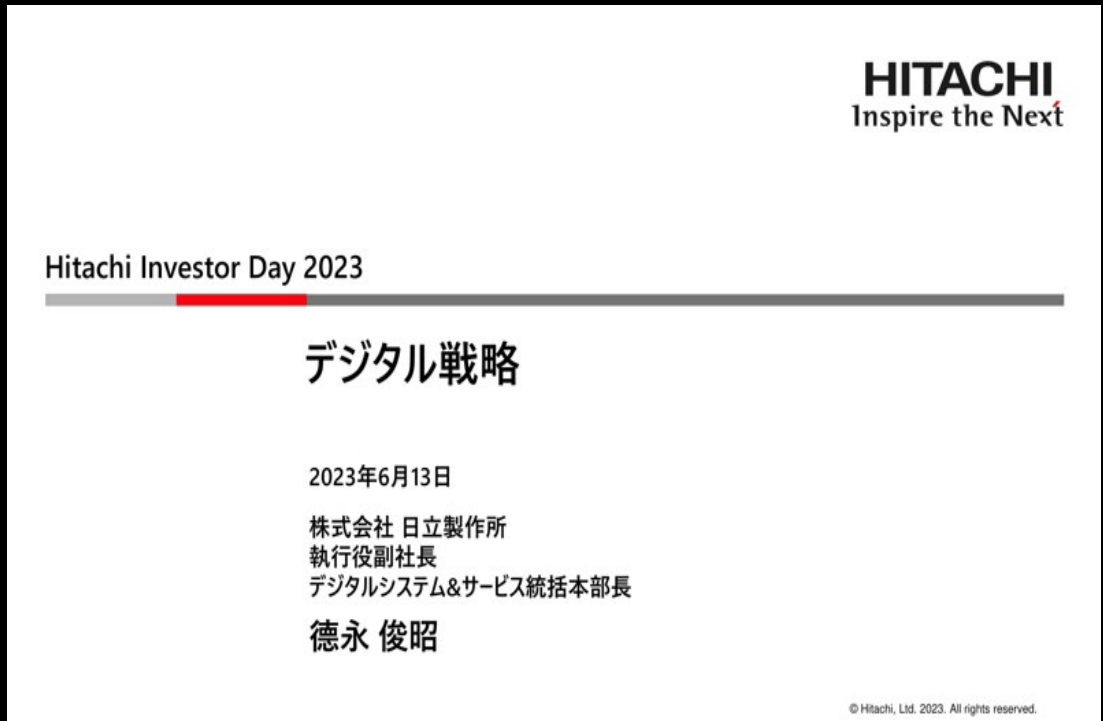 HITACHI
Inspire the Next
Hitachi Investor Day 2023
デジタル戦略
2023年6月13日
株式会社 日立製作所
執行役副社長
デジタルシステム&サービス統括本部長
德永 俊昭
© Hitachi, Ltd. 2023. All rights reserved.